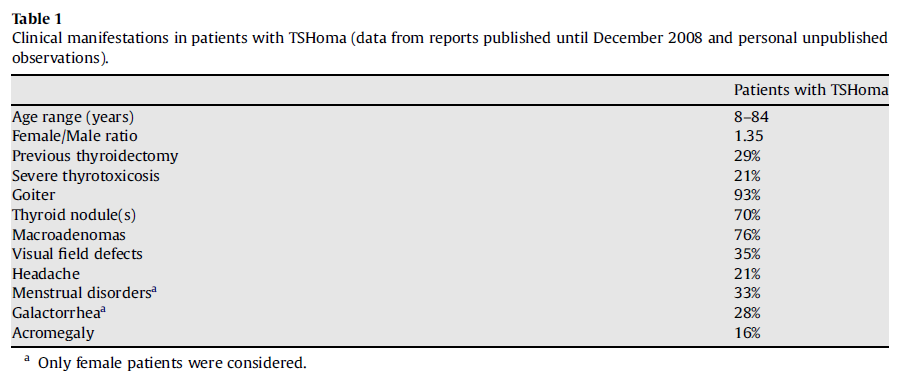 Table 1
Clinical manifestations in patients with TSHoma (data from reports published until December 2008 and personal unpublished
observations).
Patients with TSHoma
Age range (years) 8–84
Female/Male ratio 1.35
Previous thyroidectomy 29%
Severe thyrotoxicosis 21%
Goiter 93%
Thyroid nodule(s) 70%
Macroadenomas 76%
Visual field defects 35%
Headache 21%
Menstrual disordersᵃ 33%
Galactorrheaᵃ 28%
Acromegaly 16%
ᵃ Only female patients were considered.